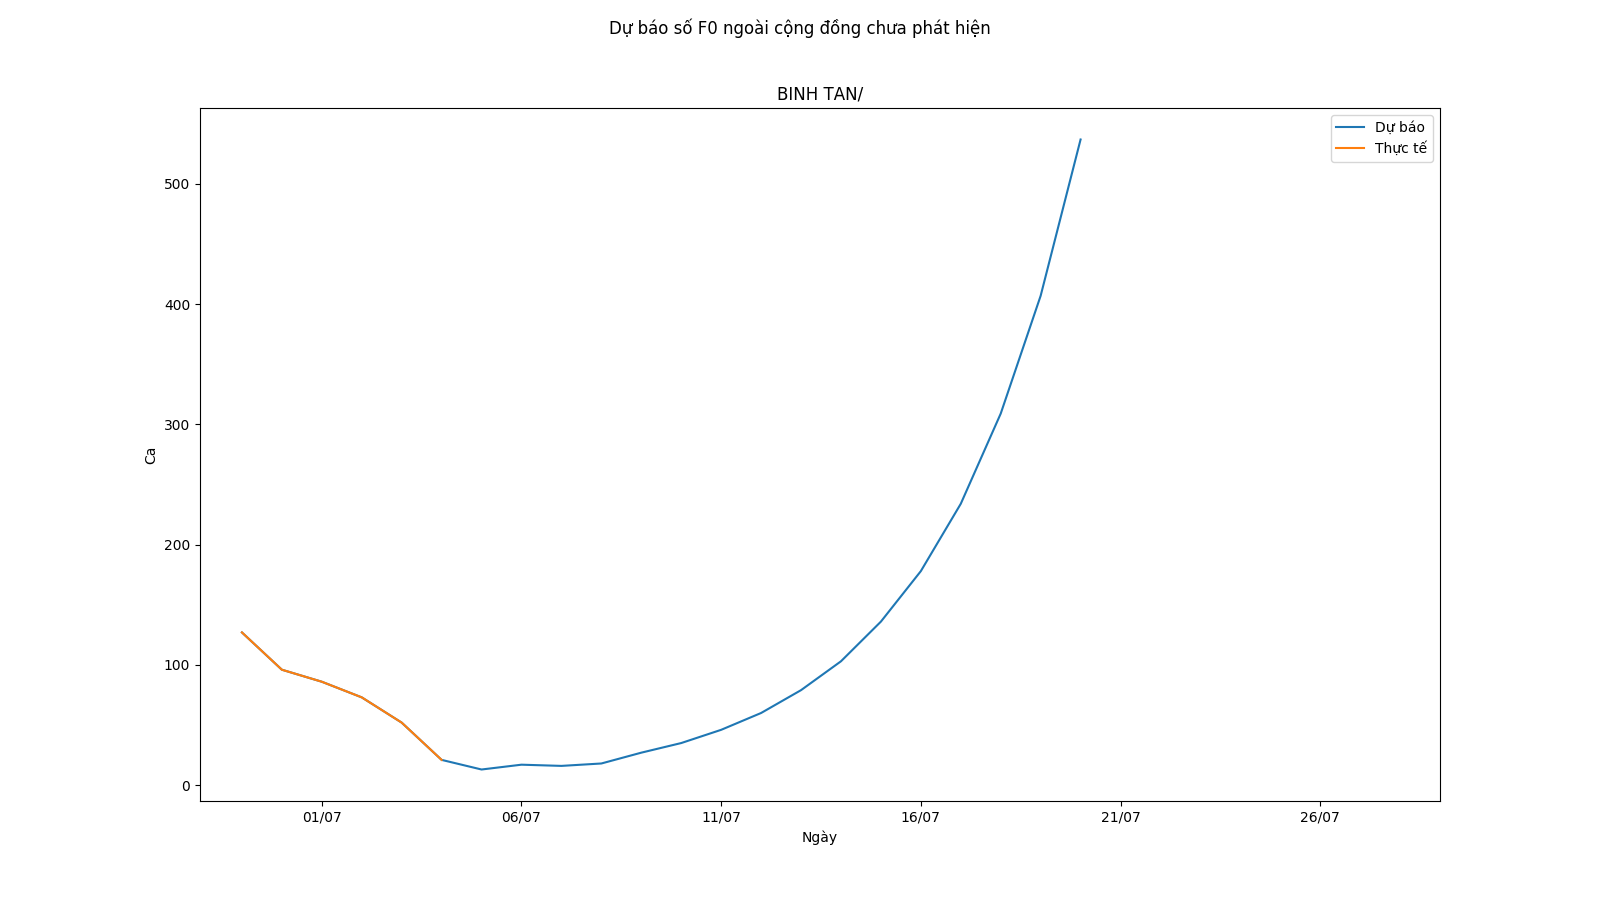 Dự báo số F0 ngoài cộng đồng chưa phát hiện
BINH TAN/
Dự báo
Thực tế
500
400
300
200
100
0
Ca
01/07
06/07
11/07
16/07
21/07
26/07
Ngày